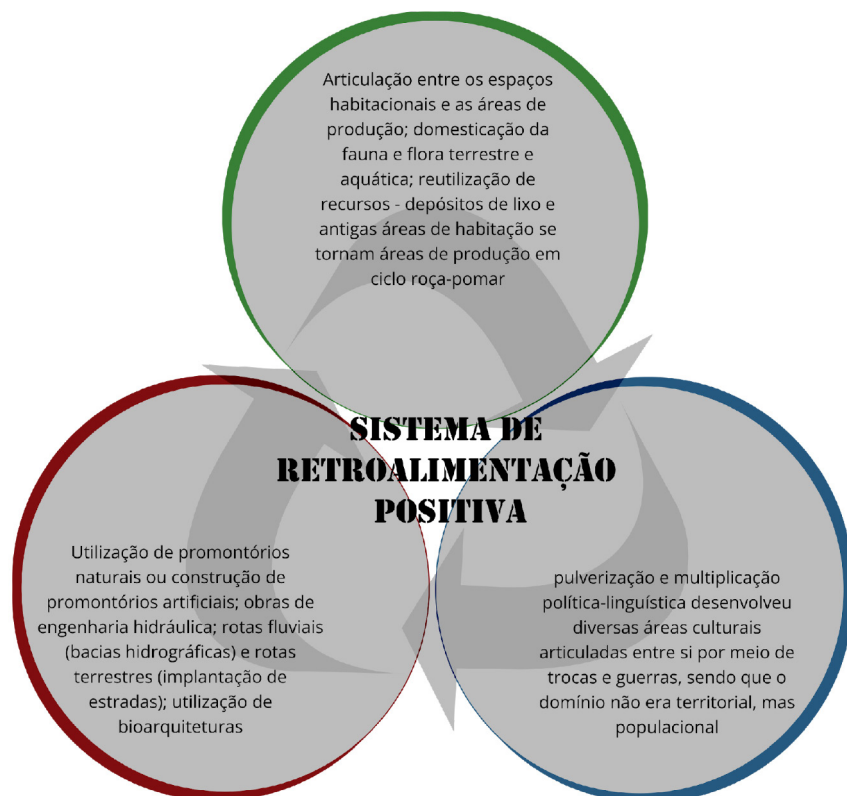 Articulação entre os espaços
habitacionais e as áreas de
produção; domesticação da
fauna e flora terrestre e
aquática; reutilização de
recursos - depósitos de lixo e
antigas áreas de habitação se
tornam áreas de produção em
ciclo roça-pomar
SISTEMA DE
RETROALIMENTAÇÃO
POSITIVA
Utilização de promontórios
naturais ou construção de
promontórios artificiais; obras de
engenharia hidráulica; rotas fluviais
(bacias hidrográficas) e rotas
terrestres (implantação de
estradas); utilização de
bioarquiteturas
pulverização e multiplicação
política-linguística desenvolveu
diversas áreas culturais
articuladas entre si por meio de
trocas e guerras, sendo que o
domínio não era territorial, mas
populacional